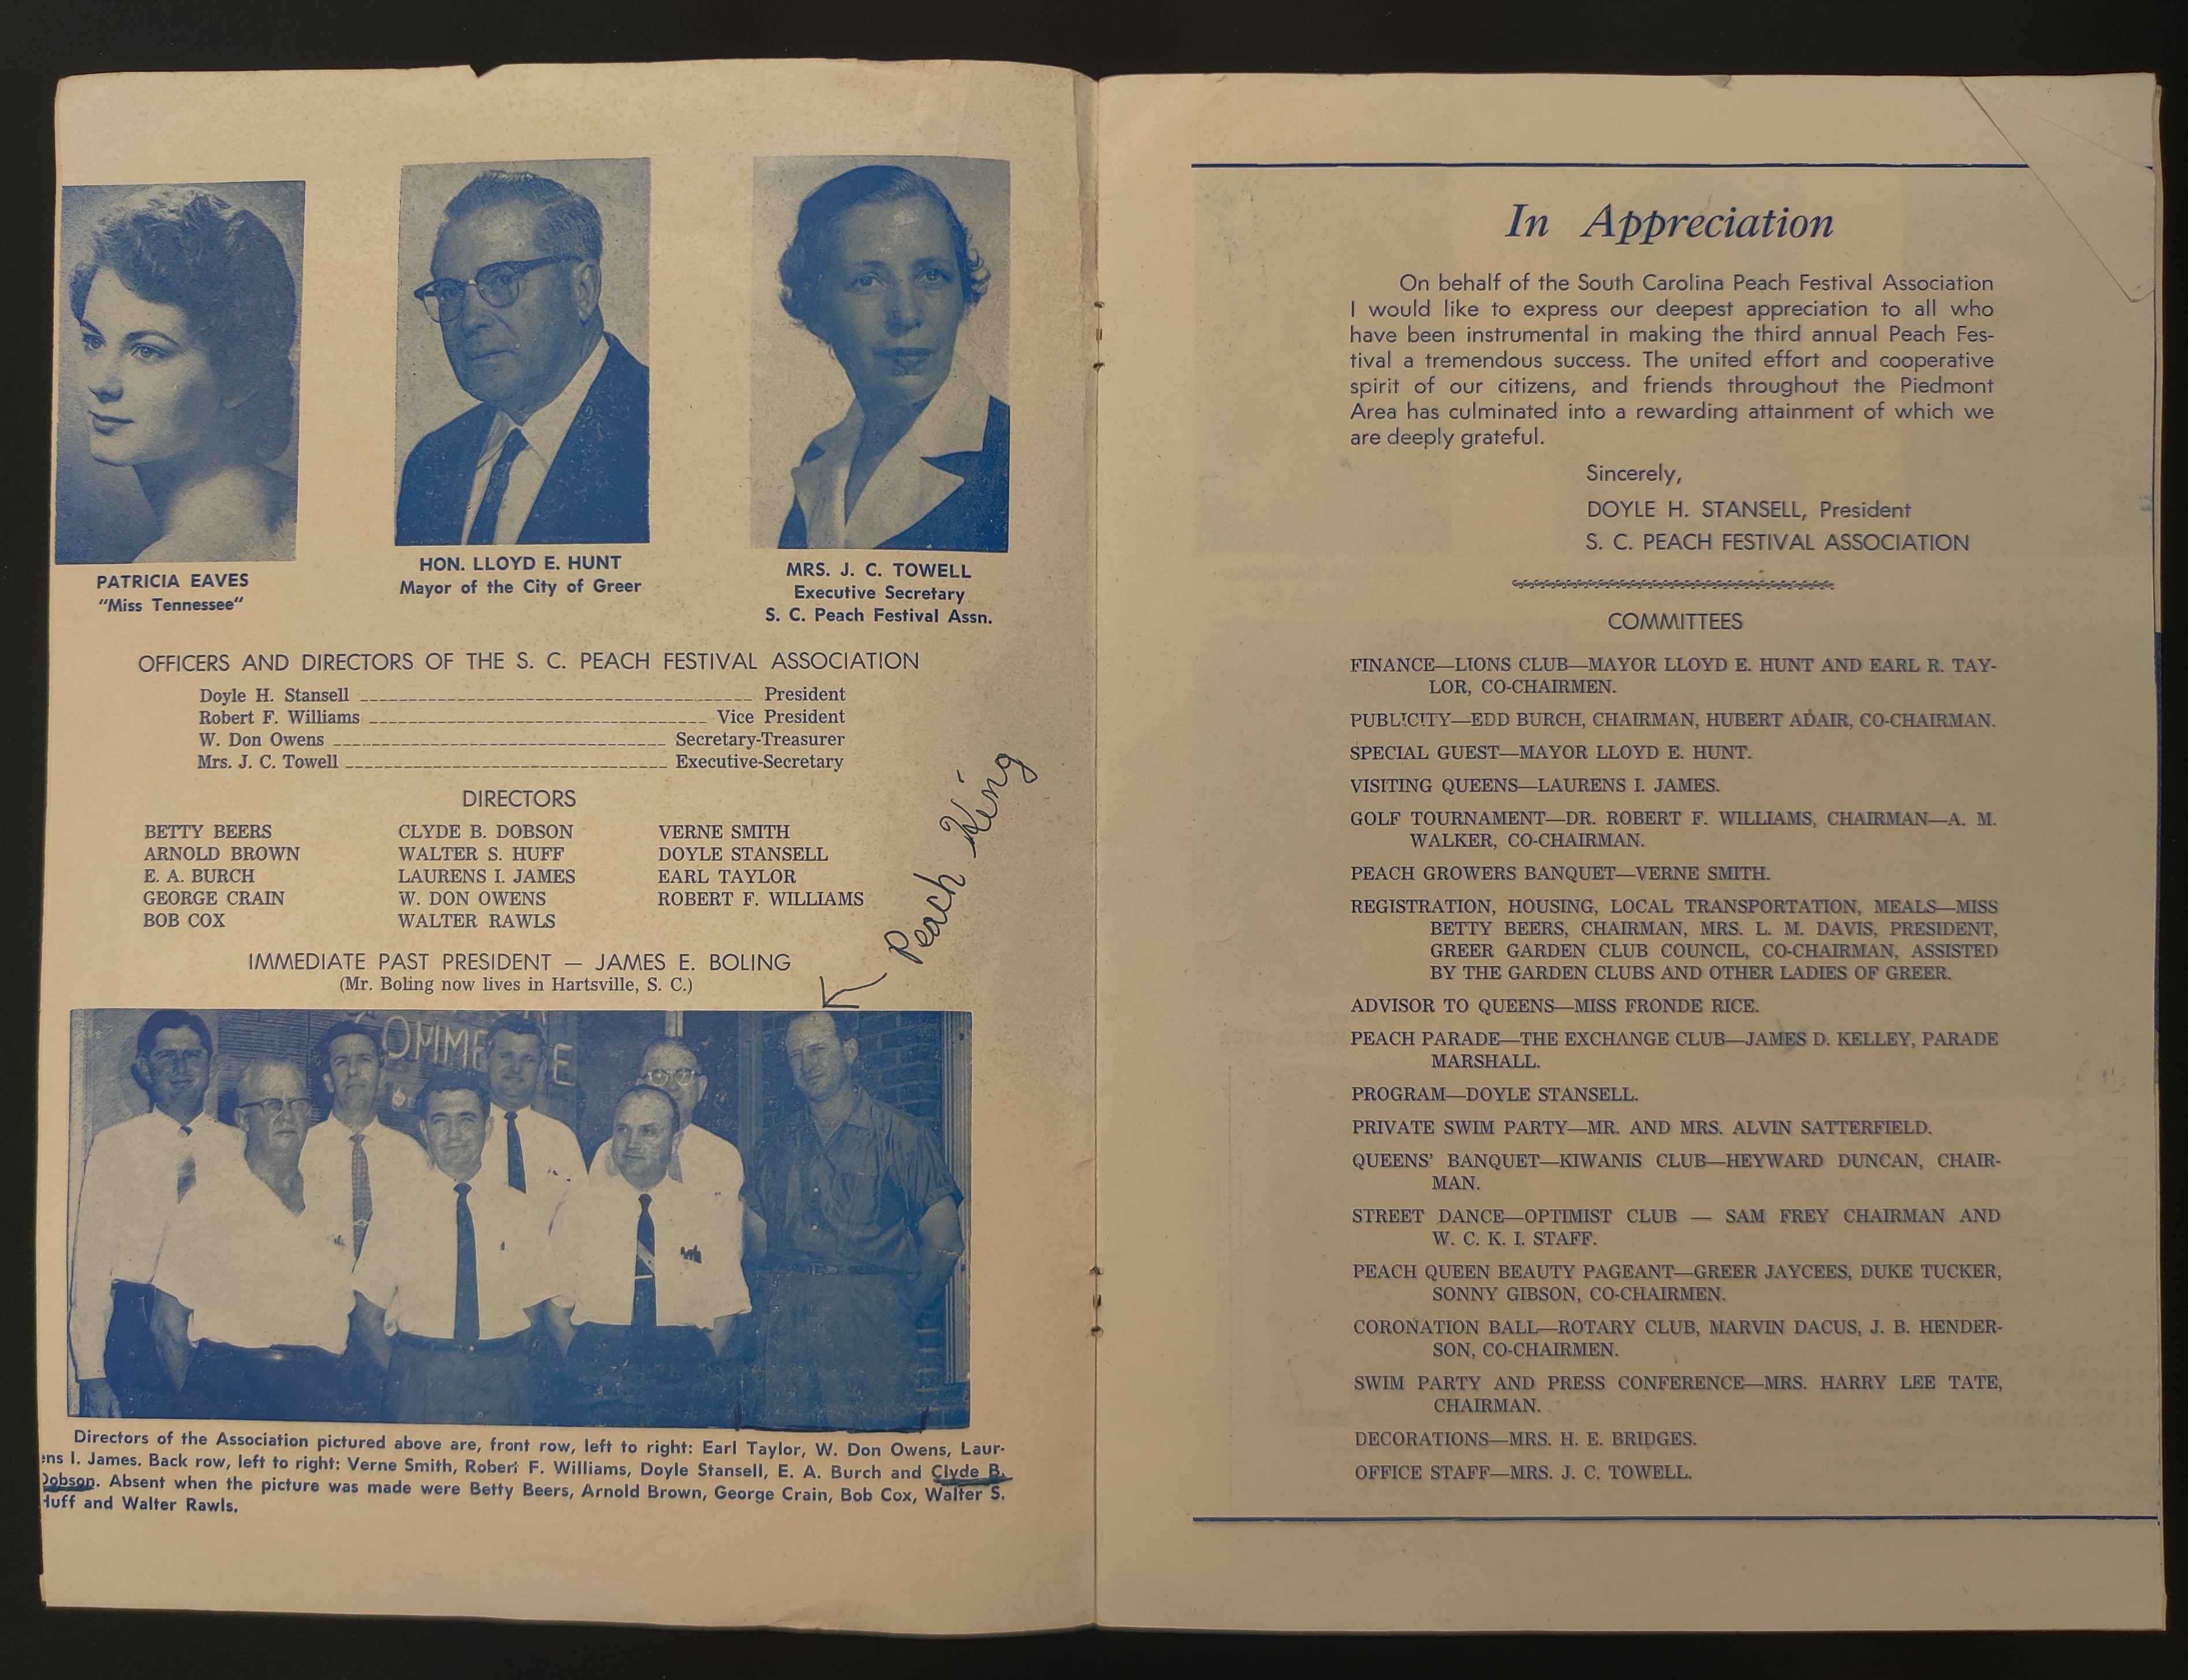 PATRICIA EAVES
"Miss Tennessee"
HON. LLOYD E. HUNT
Mayor of the City of Greer
MRS. J. C. TOWELL
Executive Secretary
S. C. Peach Festival Assn.
OFFICERS AND DIRECTORS OF THE S. C. PEACH FESTIVAL ASSOCIATION
Doyle H. Stansell President
Robert F. Williams Vice President
W. Don Owens Secretary-Treasurer
Mrs. J. C. Towell Executive-Secretary
DIRECTORS
BETTY BEERS CLYDE B. DOBSON VERNE SMITH
ARNOLD BROWN WALTER S. HUFF DOYLE STANSELL
E. A. BURCH LAURENS I. JAMES EARL TAYLOR
GEORGE CRAIN W. DON OWENS ROBERT F. WILLIAMS
BOB COX WALTER RAWLS
Peach King
IMMEDIATE PAST PRESIDENT — JAMES E. BOLING
(Mr. Boling now lives in Hartsville, S. C.)
Directors of the Association pictured above are, front row, left to right: Earl Taylor, W. Don Owens, Laur-
ens I. James. Back row, left to right: Verne Smith, Robert F. Williams, Doyle Stansell, E. A. Burch and Clyde B.
Dobson. Absent when the picture was made were Betty Beers, Arnold Brown, George Crain, Bob Cox, Walter S.
Huff and Walter Rawls.
In Appreciation
On behalf of the South Carolina Peach Festival Association
I would like to express our deepest appreciation to all who
have been instrumental in making the third annual Peach Fes-
tival a tremendous success. The united effort and cooperative
spirit of our citizens, and friends throughout the Piedmont
Area has culminated into a rewarding attainment of which we
are deeply grateful.
Sincerely,
DOYLE H. STANSELL, President
S. C. PEACH FESTIVAL ASSOCIATION
COMMITTEES
FINANCE—LIONS CLUB—MAYOR LLOYD E. HUNT AND EARL R. TAY-
LOR, CO-CHAIRMEN.
PUBLICITY—EDD BURCH, CHAIRMAN, HUBERT ADAIR, CO-CHAIRMAN.
SPECIAL GUEST—MAYOR LLOYD E. HUNT.
VISITING QUEENS—LAURENS I. JAMES.
GOLF TOURNAMENT—DR. ROBERT F. WILLIAMS, CHAIRMAN—A. M.
WALKER, CO-CHAIRMAN.
PEACH GROWERS BANQUET—VERNE SMITH.
REGISTRATION, HOUSING, LOCAL TRANSPORTATION, MEALS—MISS
BETTY BEERS, CHAIRMAN, MRS. L. M. DAVIS, PRESIDENT,
GREER GARDEN CLUB COUNCIL, CO-CHAIRMAN, ASSISTED
BY THE GARDEN CLUBS AND OTHER LADIES OF GREER.
ADVISOR TO QUEENS—MISS FRONDE RICE.
PEACH PARADE—THE EXCHANGE CLUB—JAMES D. KELLEY, PARADE
MARSHALL.
PROGRAM—DOYLE STANSELL.
PRIVATE SWIM PARTY—MR. AND MRS. ALVIN SATTERFIELD.
QUEENS' BANQUET—KIWANIS CLUB—HEYWARD DUNCAN, CHAIR-
MAN.
STREET DANCE—OPTIMIST CLUB — SAM FREY CHAIRMAN AND
W. C. K. I. STAFF.
PEACH QUEEN BEAUTY PAGEANT—GREER JAYCEES, DUKE TUCKER,
SONNY GIBSON, CO-CHAIRMEN.
CORONATION BALL—ROTARY CLUB, MARVIN DACUS, J. B. HENDER-
SON, CO-CHAIRMEN.
SWIM PARTY AND PRESS CONFERENCE—MRS. HARRY LEE TATE,
CHAIRMAN.
DECORATIONS—MRS. H. E. BRIDGES.
OFFICE STAFF—MRS. J. C. TOWELL.